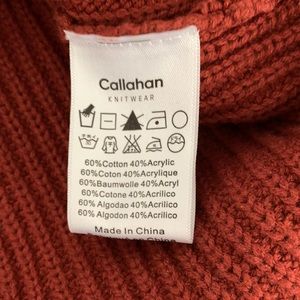 Callahan
KNITWEAR
60%Cotton 40%Acrylic
60%Coton 40%Acrylique
60%Baumwolle 40%Acryl
60%Cotone 40%Acrilico
60%Algodao 40%Acrilico
60%Algodon 40%Acrilico
Made In China